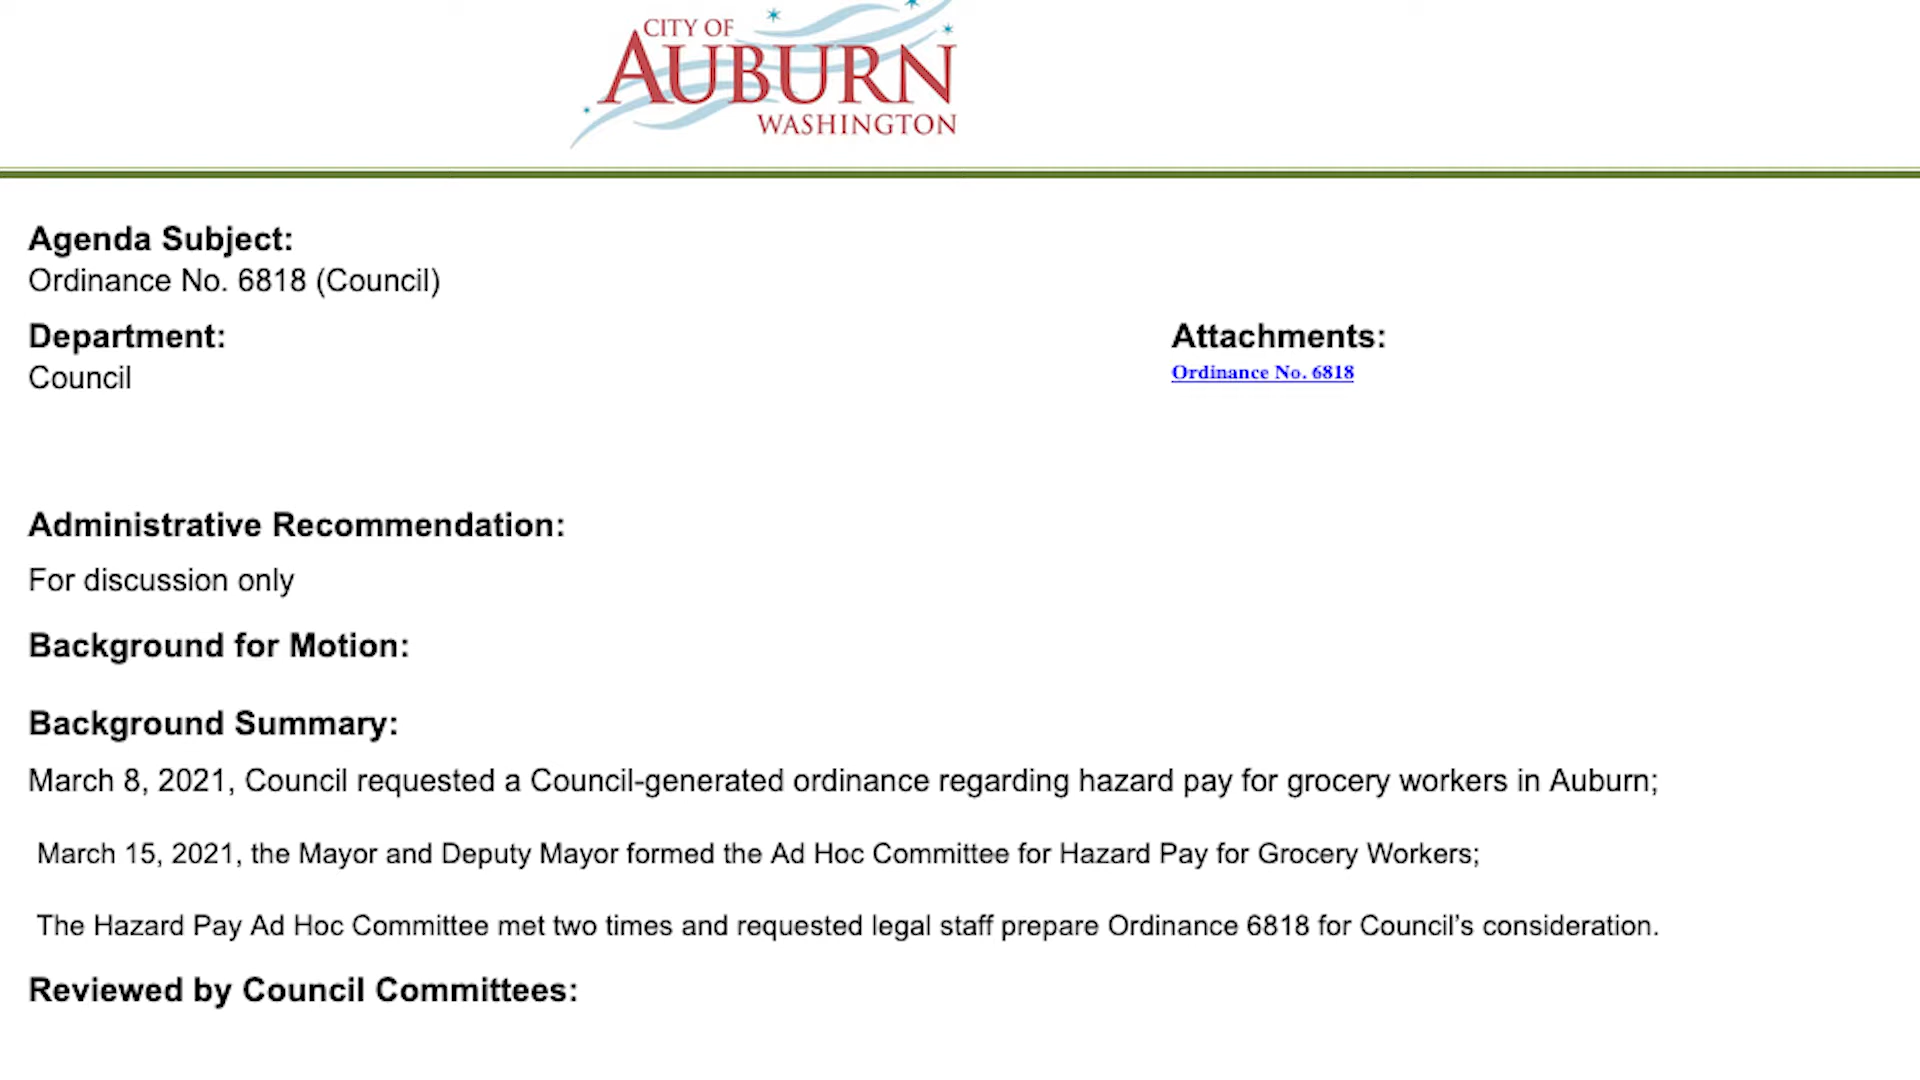 CITY OF
AUBURN
WASHINGTON
Agenda Subject:
Ordinance No. 6818 (Council)
Department:
Council
Attachments:
Ordinance No. 6818
Administrative Recommendation:
For discussion only
Background for Motion:
Background Summary:
March 8, 2021, Council requested a Council-generated ordinance regarding hazard pay for grocery workers in Auburn;
March 15, 2021, the Mayor and Deputy Mayor formed the Ad Hoc Committee for Hazard Pay for Grocery Workers;
The Hazard Pay Ad Hoc Committee met two times and requested legal staff prepare Ordinance 6818 for Council’s consideration.
Reviewed by Council Committees: